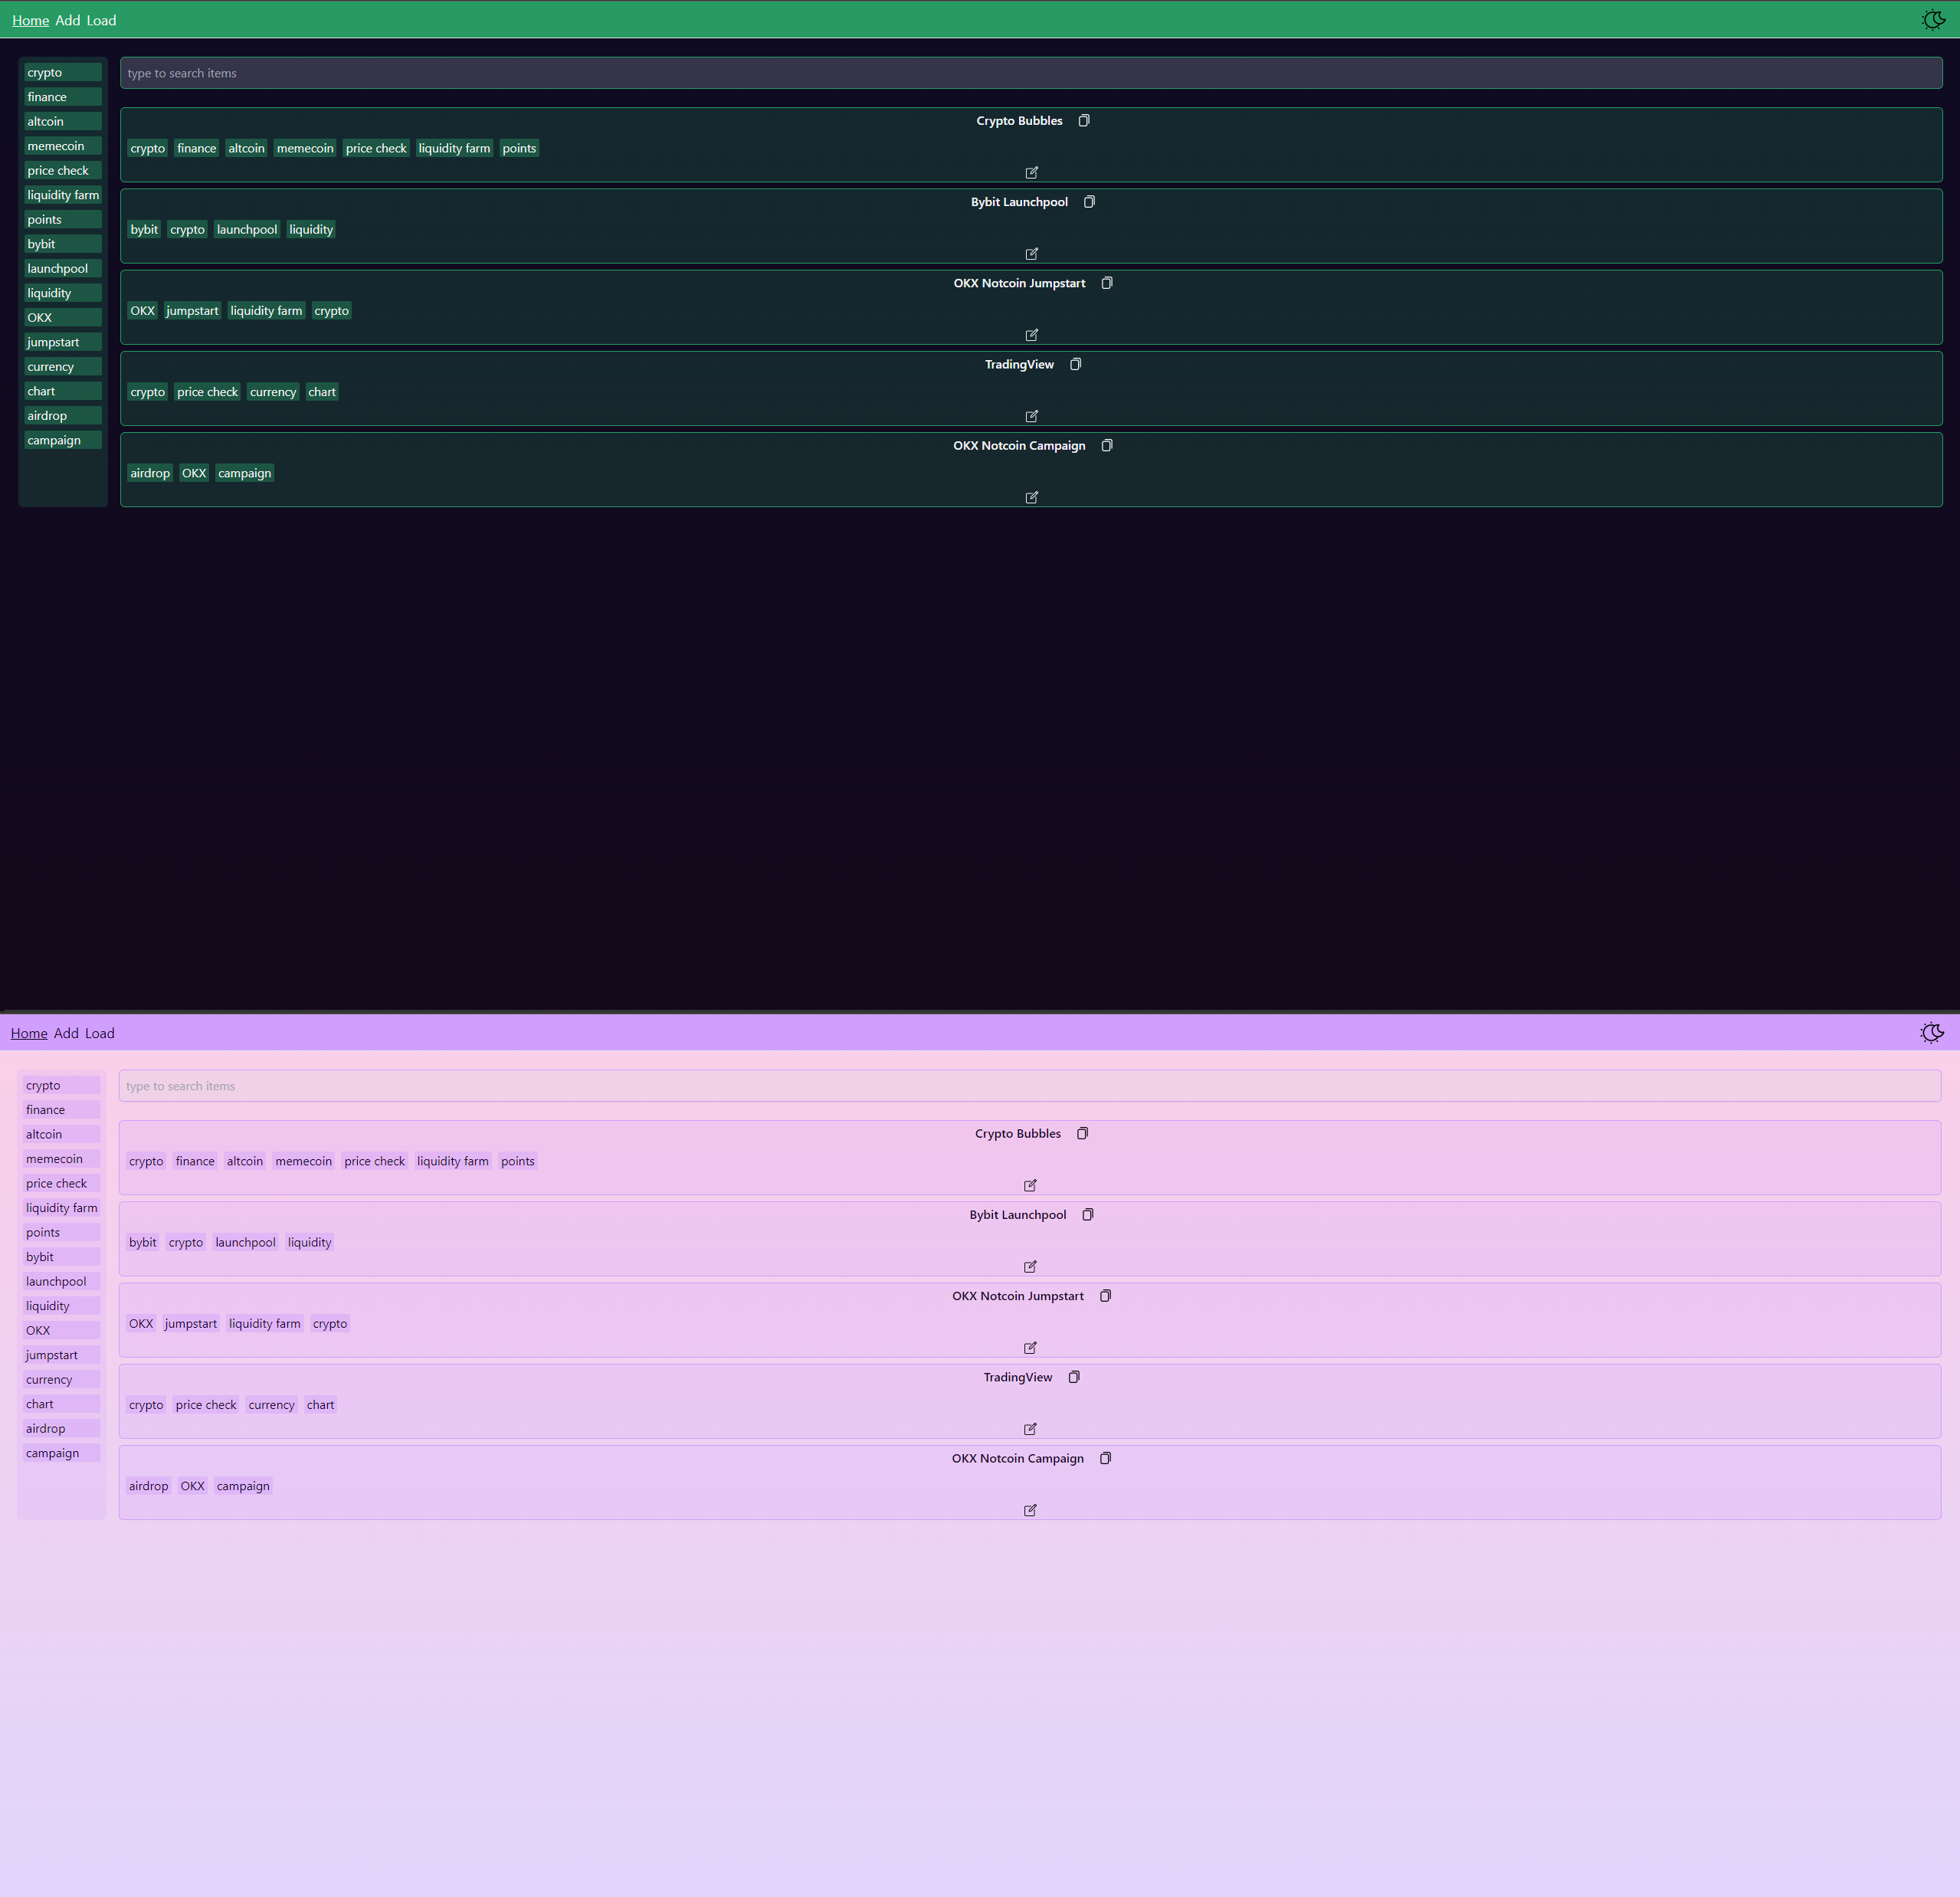 Home Add Load
crypto
finance
altcoin
memecoin
price check
liquidity farm
points
bybit
launchpool
liquidity
OKX
jumpstart
currency
chart
airdrop
campaign
type to search items
Crypto Bubbles
crypto finance altcoin memecoin price check liquidity farm points
Bybit Launchpool
bybit crypto launchpool liquidity
OKX Notcoin Jumpstart
OKX jumpstart liquidity farm crypto
TradingView
crypto price check currency chart
OKX Notcoin Campaign
airdrop OKX campaign
Home Add Load
crypto
finance
altcoin
memecoin
price check
liquidity farm
points
bybit
launchpool
liquidity
OKX
jumpstart
currency
chart
airdrop
campaign
type to search items
Crypto Bubbles
crypto finance altcoin memecoin price check liquidity farm points
Bybit Launchpool
bybit crypto launchpool liquidity
OKX Notcoin Jumpstart
OKX jumpstart liquidity farm crypto
TradingView
crypto price check currency chart
OKX Notcoin Campaign
airdrop OKX campaign